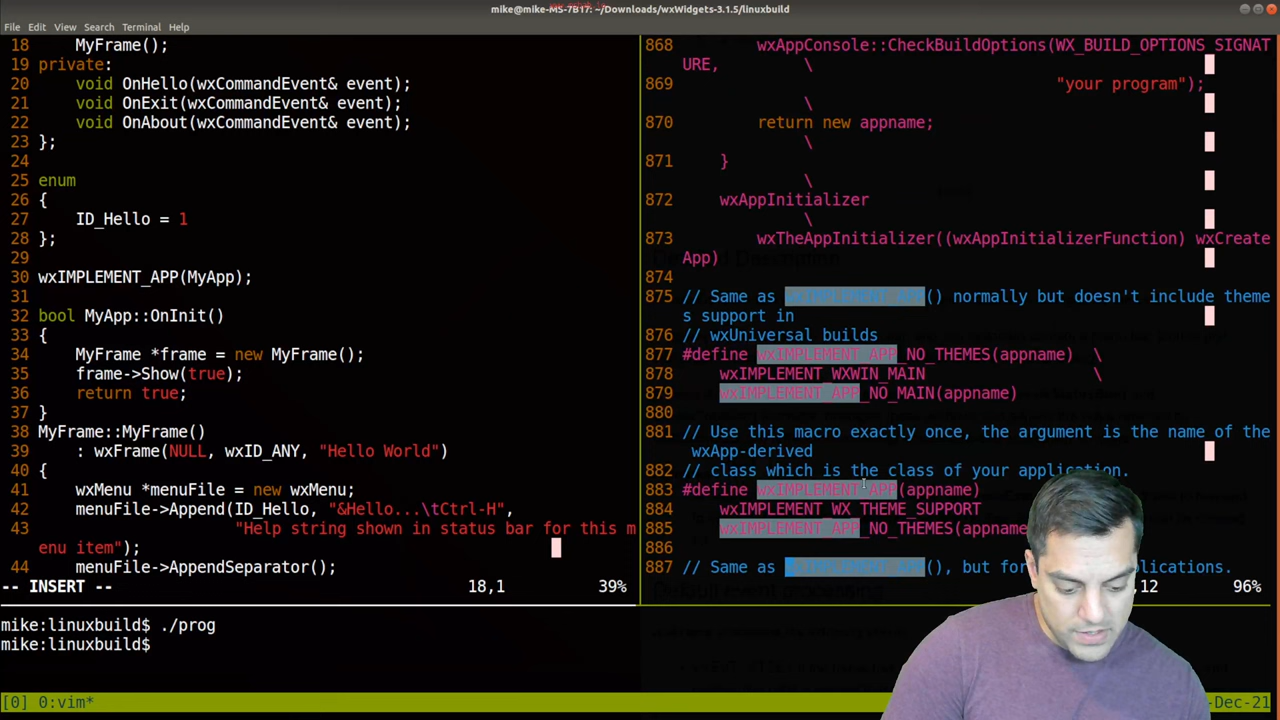 mike@mike-MS-7B17: ~/Downloads/wxWidgets-3.1.5/linuxbuild
File Edit View Search Terminal Help
18     MyFrame();
19 private:
20     void OnHello(wxCommandEvent& event);
21     void OnExit(wxCommandEvent& event);
22     void OnAbout(wxCommandEvent& event);
23 };
24
25 enum
26 {
27     ID_Hello = 1
28 };
29
30 wxIMPLEMENT_APP(MyApp);
31
32 bool MyApp::OnInit()
33 {
34     MyFrame *frame = new MyFrame();
35     frame->Show(true);
36     return true;
37 }
38 MyFrame::MyFrame()
39     : wxFrame(NULL, wxID_ANY, "Hello World")
40 {
41     wxMenu *menuFile = new wxMenu;
42     menuFile->Append(ID_Hello, "&Hello...\tCtrl-H",
43                      "Help string shown in status bar for this m
enu item");
44     menuFile->AppendSeparator();
-- INSERT -- 18,1 39%
868         wxAppConsole::CheckBuildOptions(WX_BUILD_OPTIONS_SIGNAT
URE,         \
869                                         "your program");
             \
870         return new appname;
             \
871     }
             \
872     wxAppInitializer
             \
873         wxTheAppInitializer((wxAppInitializerFunction) wxCreate
App)
874
875 // Same as wxIMPLEMENT_APP() normally but doesn't include theme
s support in
876 // wxUniversal builds
877 #define wxIMPLEMENT_APP_NO_THEMES(appname)  \
878     wxIMPLEMENT_WXWIN_MAIN                  \
879     wxIMPLEMENT_APP_NO_MAIN(appname)
880
881 // Use this macro exactly once, the argument is the name of the
 wxApp-derived
882 // class which is the class of your application.
883 #define wxIMPLEMENT_APP(appname)
884     wxIMPLEMENT_WX_THEME_SUPPORT
885     wxIMPLEMENT_APP_NO_THEMES(appname
886
887 // Same as wxIMPLEMENT_APP(), but for
,12 96%
mike:linuxbuild$ ./prog
mike:linuxbuild$
[0] 0:vim* -Dec-21